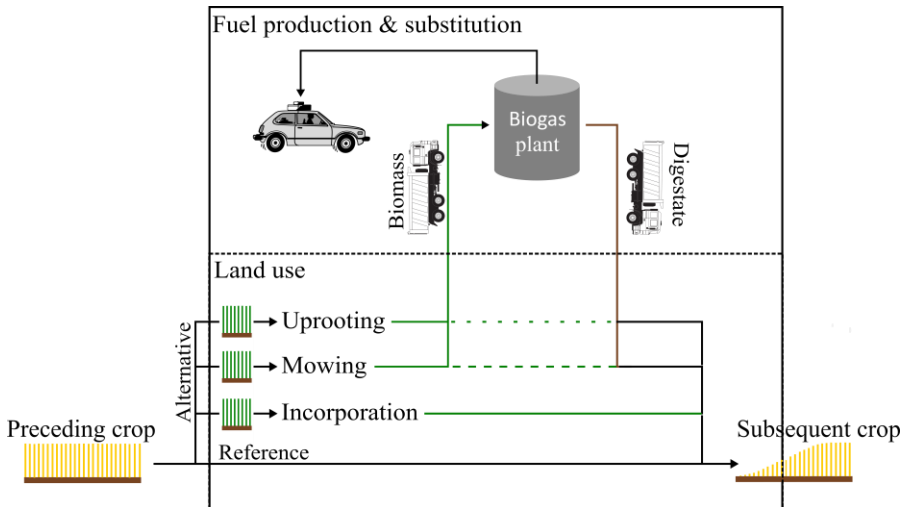 Fuel production & substitution
Biogas
plant
Biomass
Digestate
Land use
Uprooting
Mowing
Alternative
Incorporation
Preceding crop
Subsequent crop
Reference